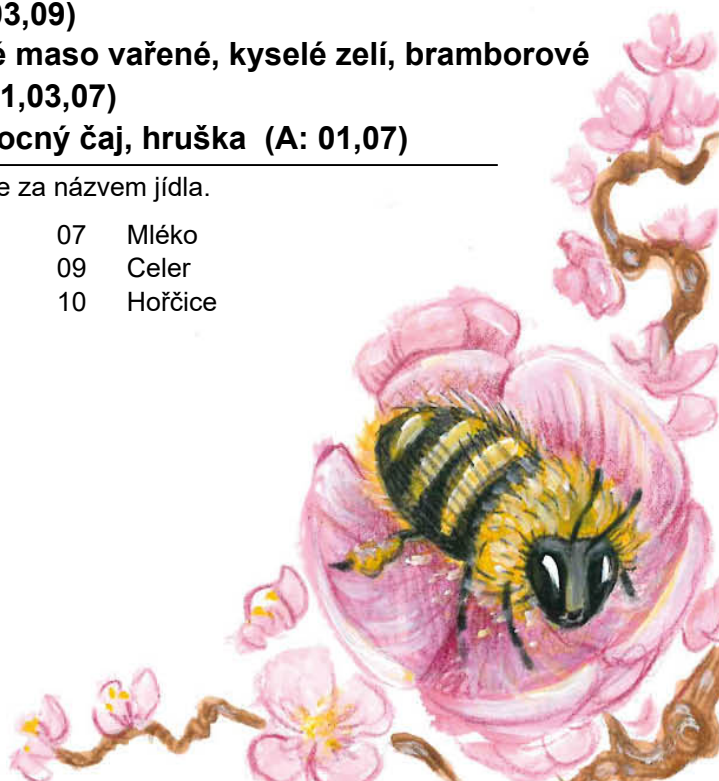 03,09)
maso vařené, kyselé zelí, bramborové
1,03,07)
ocný čaj, hruška (A: 01,07)
e za názvem jídla.
07 Mléko
09 Celer
10 Hořčice